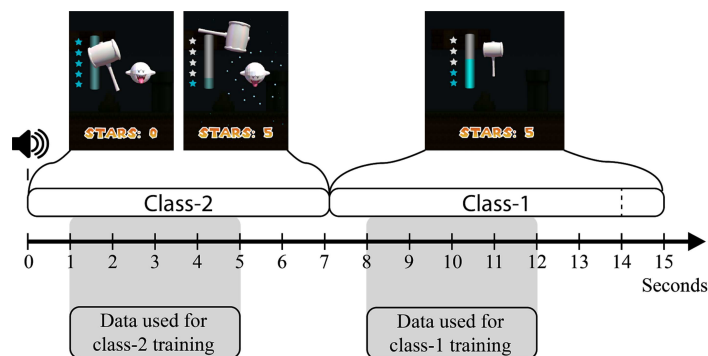 STARS: 0
STARS: 5
STARS: 5
Class-2
Class-1
0 1 2 3 4 5 6 7 8 9 10 11 12 13 14 15
Seconds
Data used for
class-2 training
Data used for
class-1 training